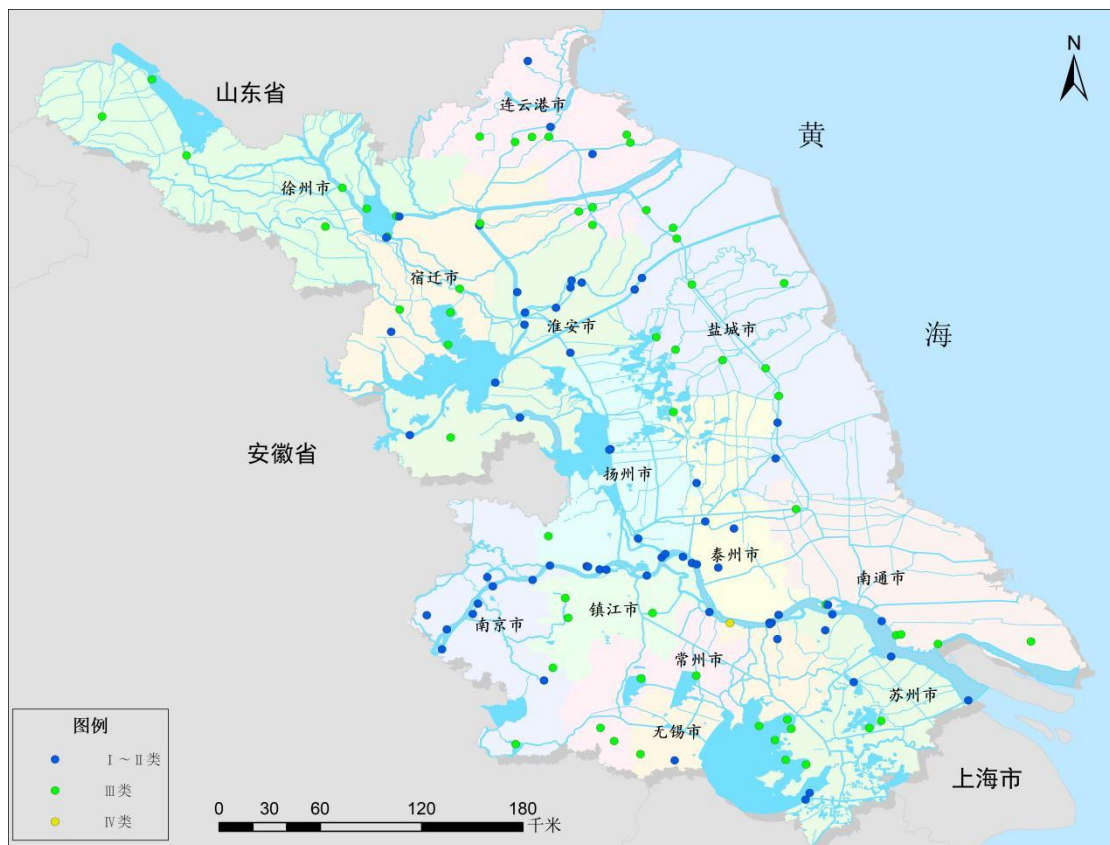 N
山东省
连云港市
黄
徐州市
宿迁市
淮安市
盐城市
海
安徽省
扬州市
泰州市
南通市
镇江市
南京市
常州市
苏州市
无锡市
上海市
图例
Ⅰ～Ⅱ类
Ⅲ类
Ⅳ类
0 30 60 120 180
千米